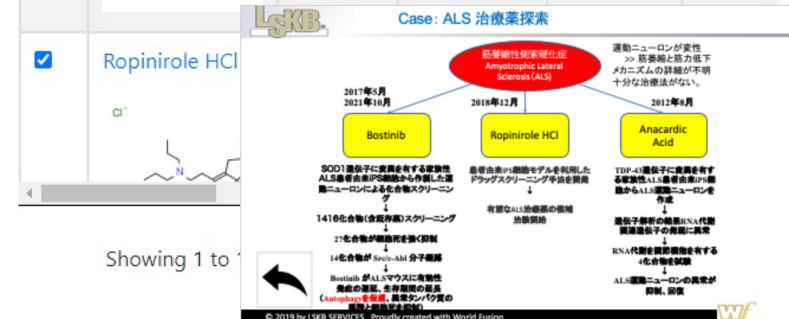 Ropinirole HCl
Cl⁻
N
Showing 1 to
LSKB.
Case: ALS 治療薬探索
筋萎縮性側索硬化症
Amyotrophic Lateral
Sclerosis (ALS)
運動ニューロンが変性
>> 筋萎縮と筋力低下
メカニズムの詳細が不明
十分な治療法がない。
2017年5月
2021年10月
Bostinib
SOD1遺伝子に変異を有する家族性
ALS患者由来iPS細胞から作製した運
動ニューロンによる化合物スクリーニン
グ
↓
1416化合物(含既存薬)スクリーニング
↓
27化合物が細胞死を強く抑制
↓
14化合物が Src/c-Abl 分子経路
↓
Bostinib がALSマウスに有効性
発症の遅延、生存期間の延長
(Autophagyを促進、異常タンパク質の
2018年12月
Ropinirole HCl
患者由来iPS細胞モデルを利用した
ドラッグスクリーニング手法を開発
↓
有望なALS治療薬の候補
治験開始
2012年8月
Anacardic
Acid
TDP-43遺伝子に変異を有す
る家族性ALS患者由来iPS細
胞からALS運動ニューロンを
作成
↓
遺伝子解析の結果RNA代謝
関連遺伝子の発現に異常
↓
RNA代謝を調節機能を有する
4化合物を試験
↓
ALS運動ニューロンの異常が
抑制、回復
© 2019 by LSKB SERVICES. Proudly created with World Fusion
Wf